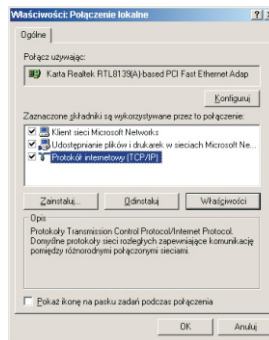 Właściwości: Połączenie lokalne
Ogólne
Połącz używając:
Karta Realtek RTL8139(A)-based PCI Fast Ethernet Adap
Konfiguruj
Zaznaczone składniki są wykorzystywane przez to połączenie:
Klient sieci Microsoft Networks
Udostępnianie plików i drukarek w sieciach Microsoft Ne...
Protokół internetowy (TCP/IP)
Zainstaluj...
Odinstaluj
Właściwości
Opis
Protokoły Transmission Control Protocol/Internet Protocol.
Domyślne protokoły sieci rozległych zapewniające komunikację
pomiędzy różnorodnymi połączonymi sieciami.
Pokaż ikonę na pasku zadań podczas połączenia
OK
Anuluj